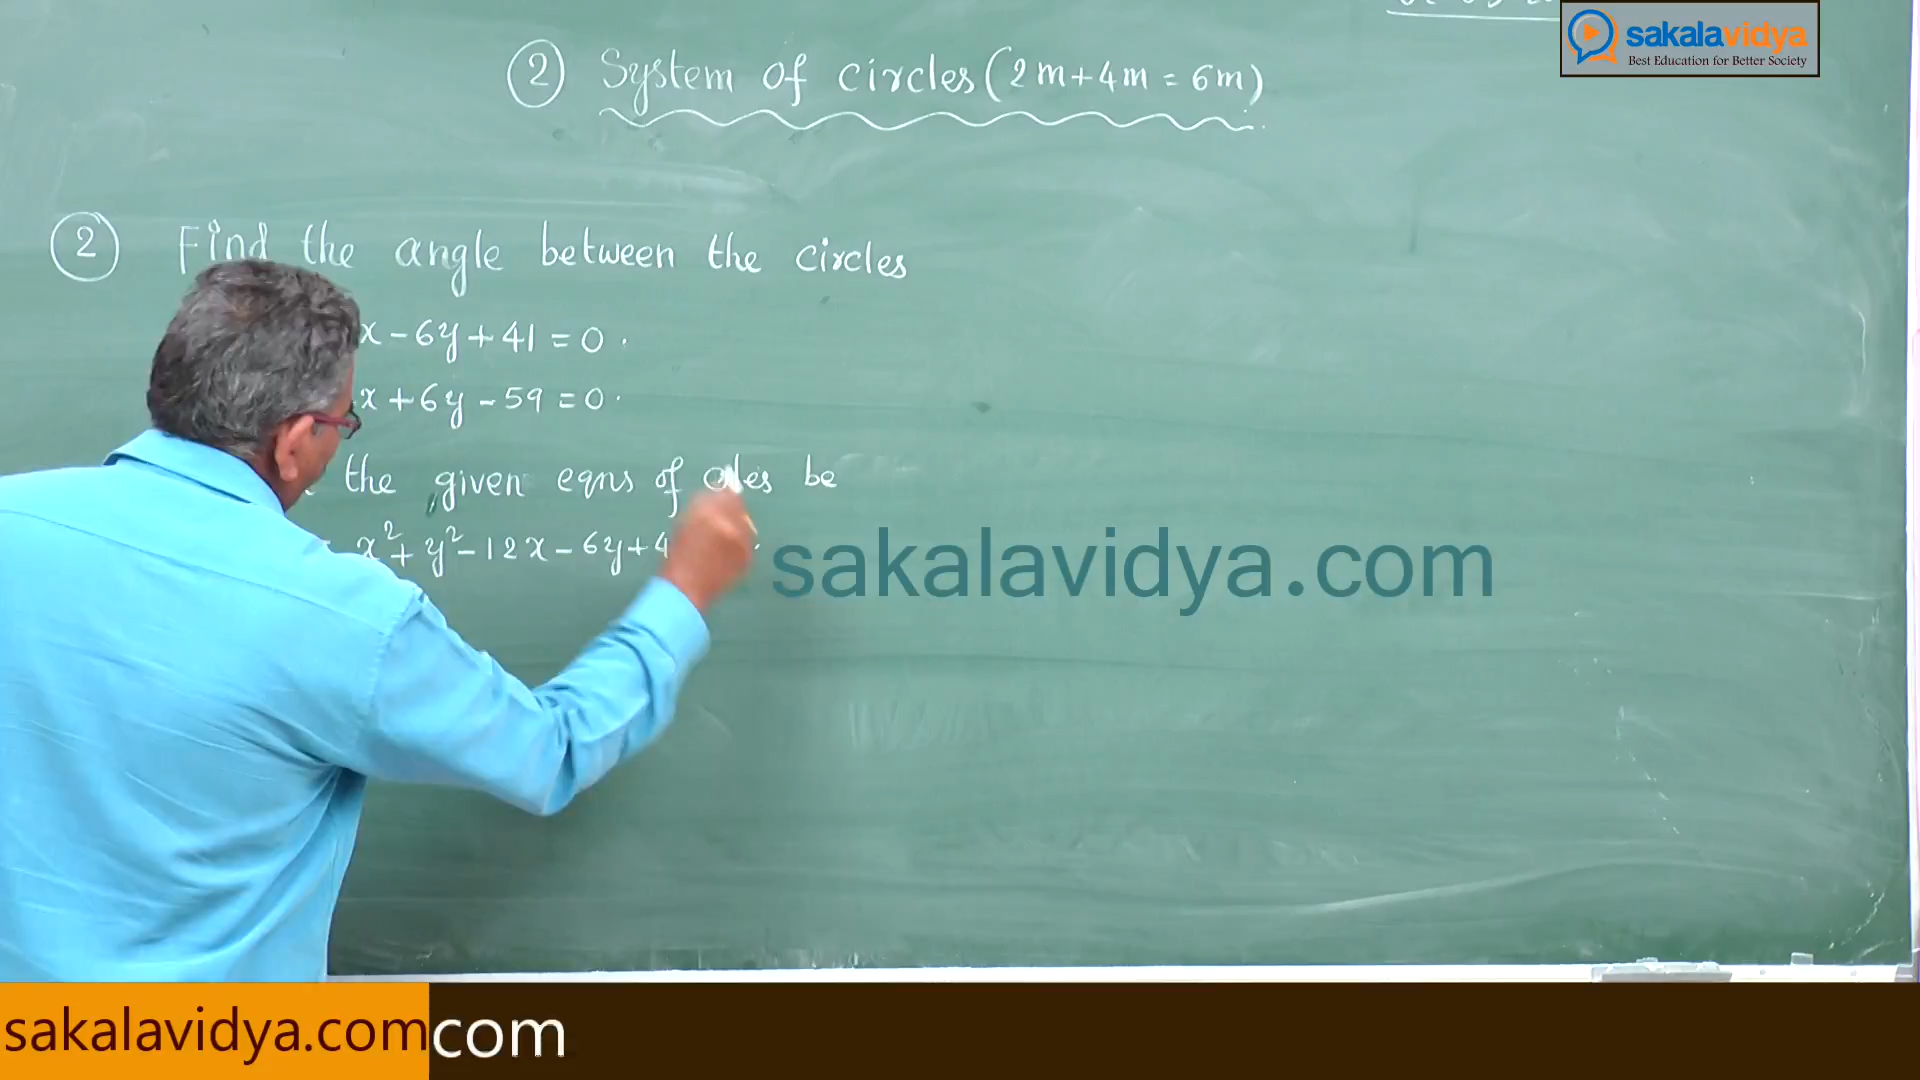 sakalavidya
Best Education for Better Society
② System of circles (2m+4m = 6m)
② Find the angle between the circles
x - 6y + 41 = 0 .
x + 6y - 59 = 0 .
the given eqns of be
x² + y² - 12x - 6y + 4
sakalavidya.com
sakalavidya.com com